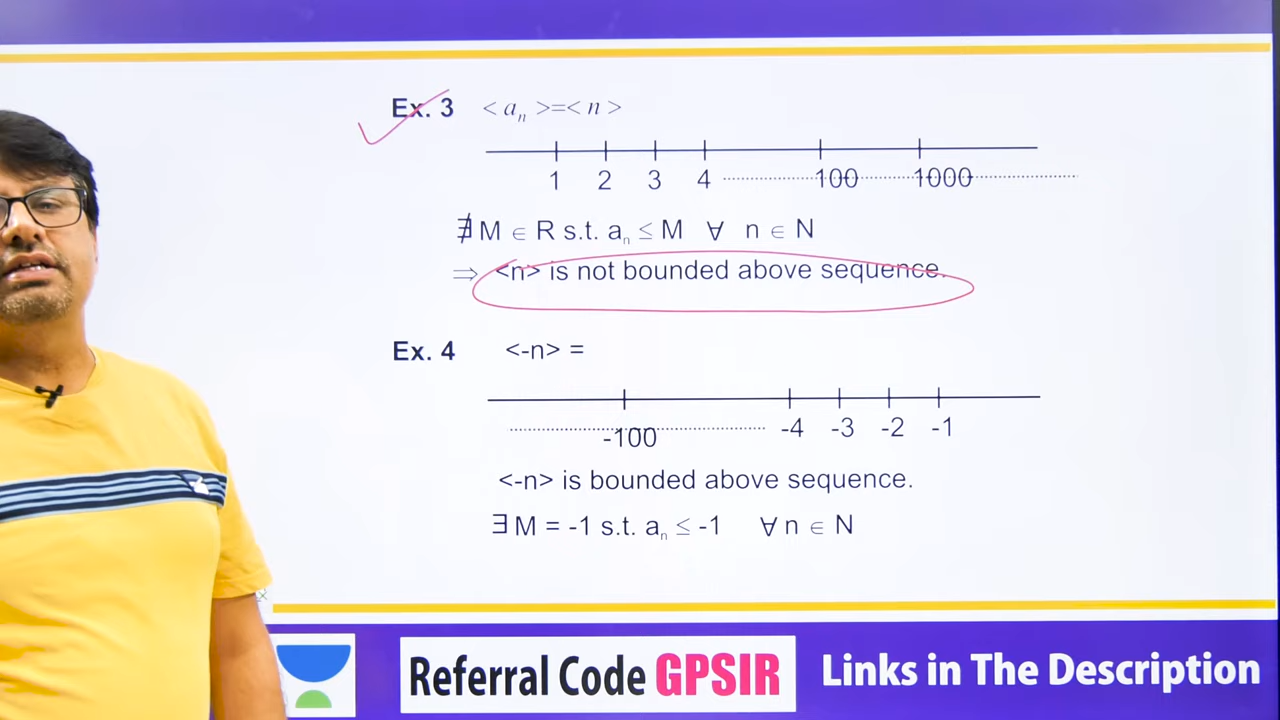 Ex. 3 < aₙ >=< n >
1 2 3 4 100 1000
∄ M ∈ R s.t. aₙ ≤ M ∀ n ∈ N
⇒ <n> is not bounded above sequence.
Ex. 4 <-n> =
-100 -4 -3 -2 -1
<-n> is bounded above sequence.
∃ M = -1 s.t. aₙ ≤ -1 ∀ n ∈ N
Referral Code GPSIR Links in The Description